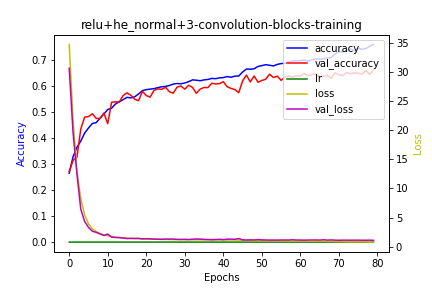 relu+he_normal+3-convolution-blocks-training
accuracy
val_accuracy
lr
loss
val_loss
Accuracy
0.7
0.6
0.5
0.4
0.3
0.2
0.1
0.0
35
30
25
20
15
10
5
0
Loss
0 10 20 30 40 50 60 70 80
Epochs